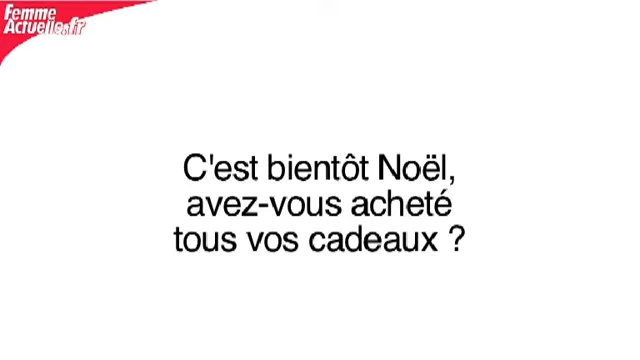 Femme
Actuelle.fr
C'est bientôt Noël,
avez-vous acheté
tous vos cadeaux ?